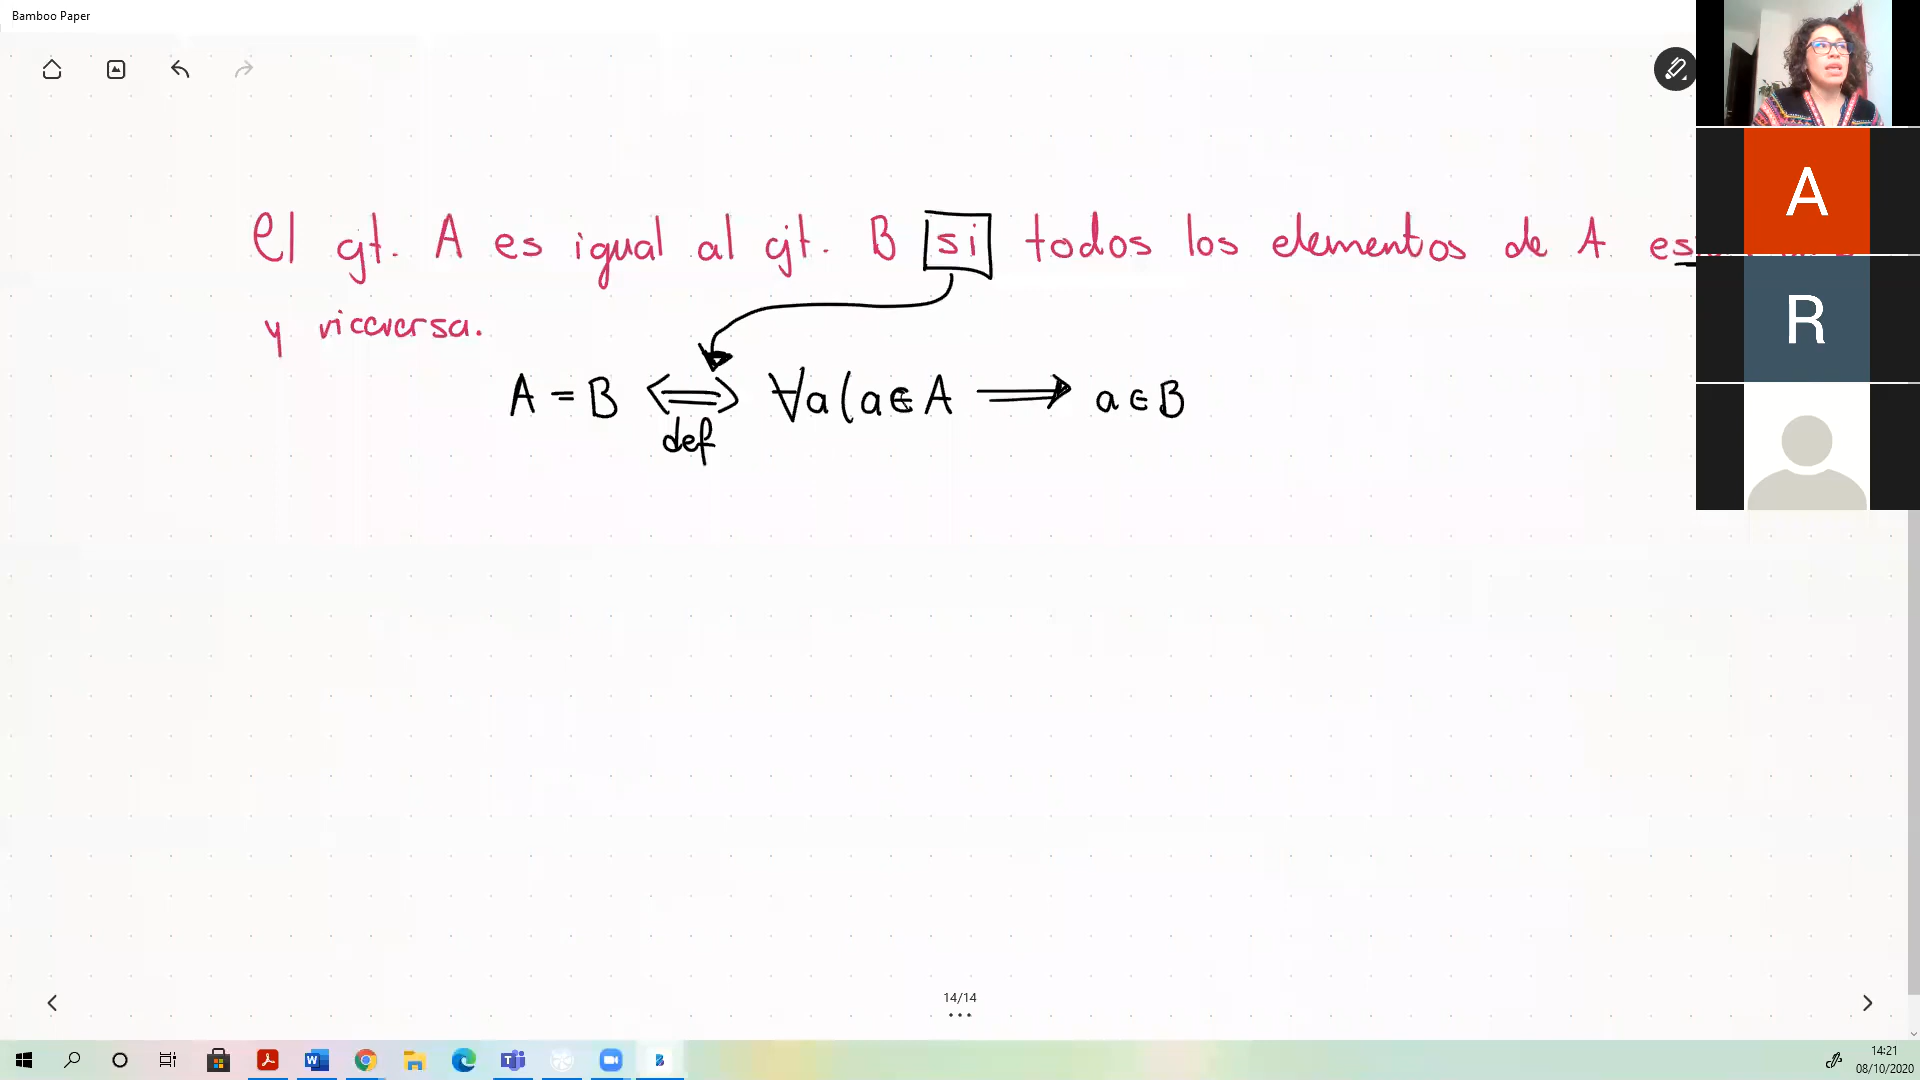 Bamboo Paper
El cjt. A es igual al cjt. B si todos los elementos de A
y viceversa.
A = B ⟺ ∀a(a∈A ⟹ a∈B
def
A
R
14/14
14:21
08/10/2020